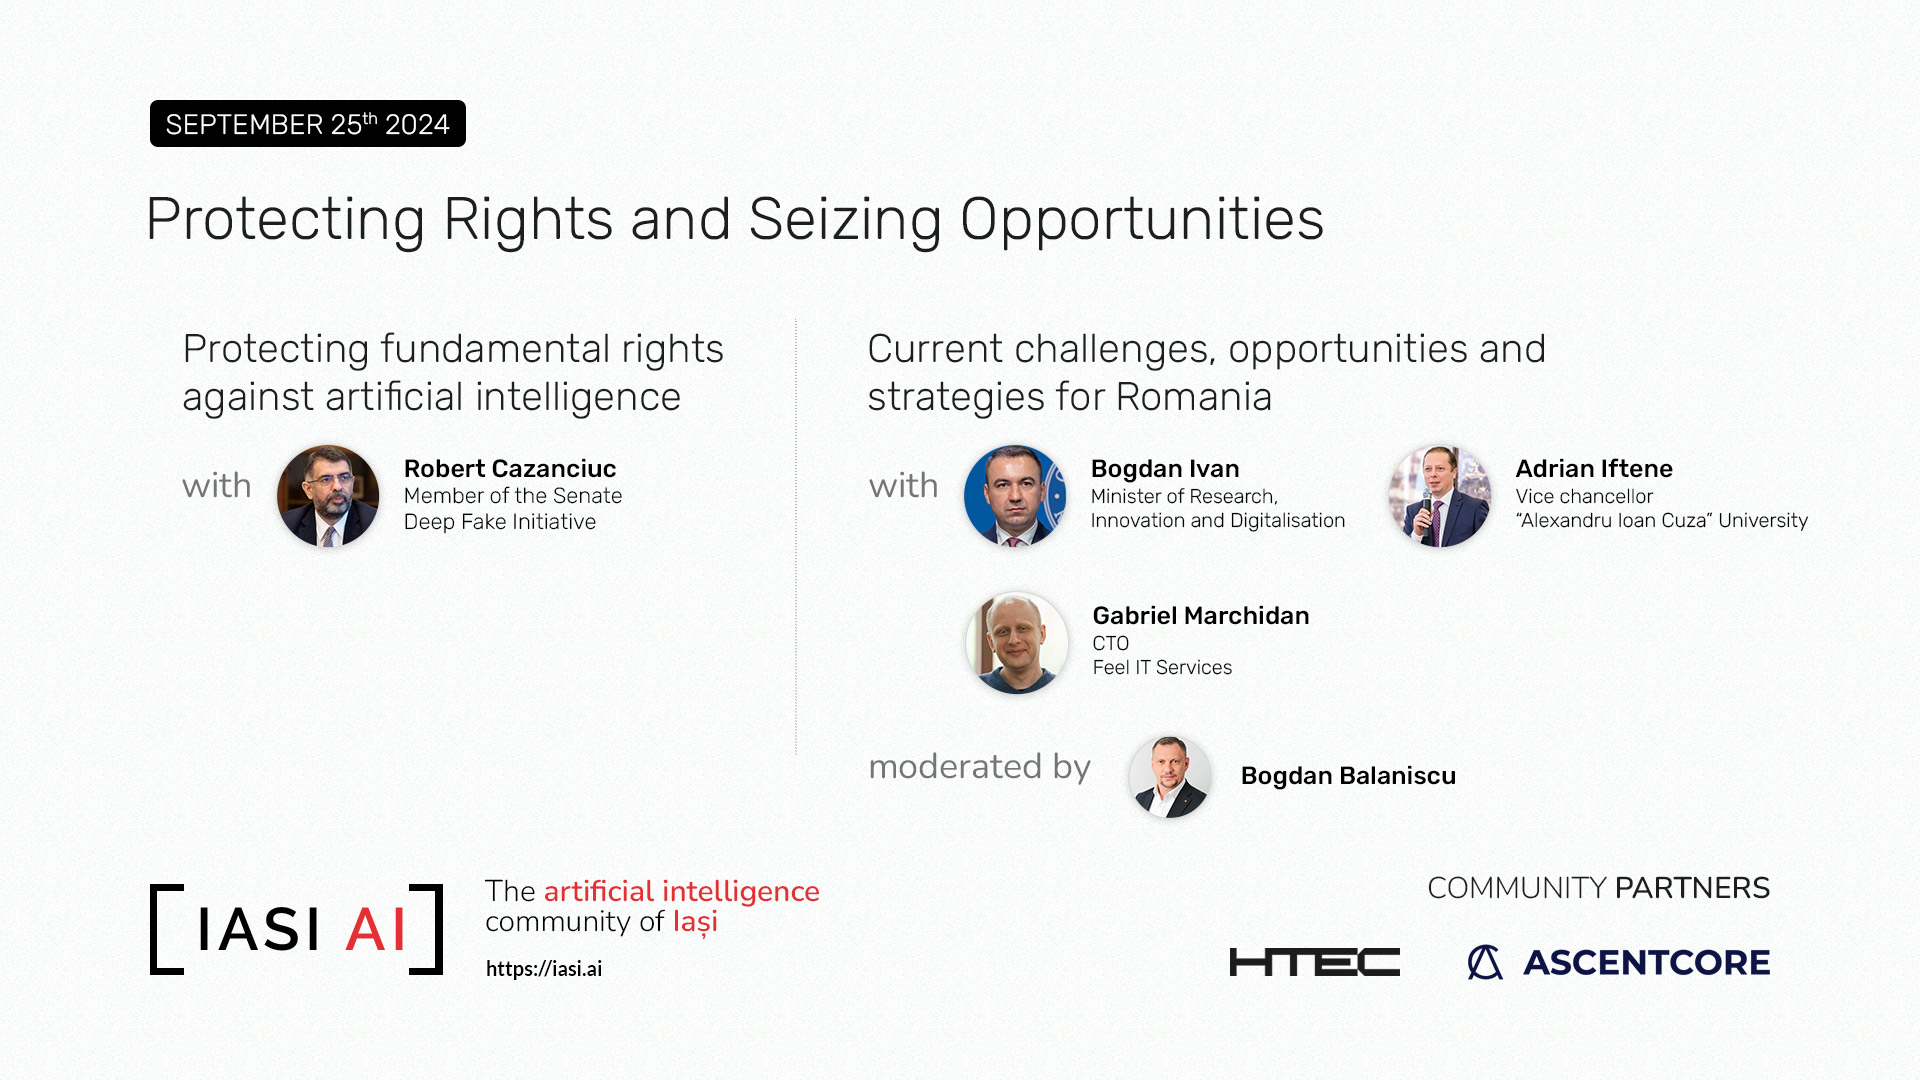 SEPTEMBER 25th 2024
Protecting Rights and Seizing Opportunities
Protecting fundamental rights
against artificial intelligence
with
Robert Cazanciuc
Member of the Senate
Deep Fake Initiative
Current challenges, opportunities and
strategies for Romania
with
Bogdan Ivan
Minister of Research,
Innovation and Digitalisation
Adrian Iftene
Vice chancellor
“Alexandru Ioan Cuza” University
Gabriel Marchidan
CTO
Feel IT Services
moderated by
Bogdan Balaniscu
[IASI AI]
The artificial intelligence
community of Iași
https://iasi.ai
COMMUNITY PARTNERS
HTEC
ASCENTCORE